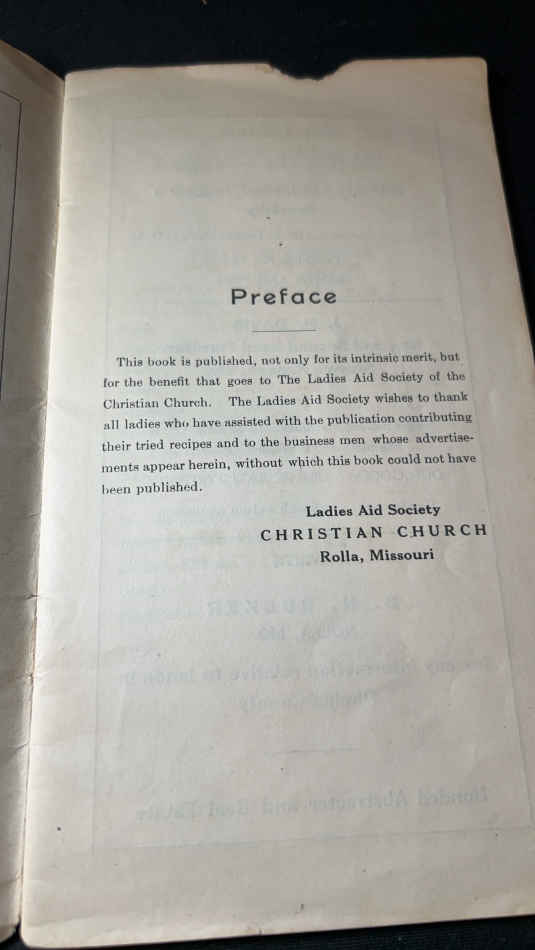 Preface
This book is published, not only for its intrinsic merit, but
for the benefit that goes to The Ladies Aid Society of the
Christian Church. The Ladies Aid Society wishes to thank
all ladies who have assisted with the publication contributing
their tried recipes and to the business men whose advertise-
ments appear herein, without which this book could not have
been published.
Ladies Aid Society
CHRISTIAN CHURCH
Rolla, Missouri